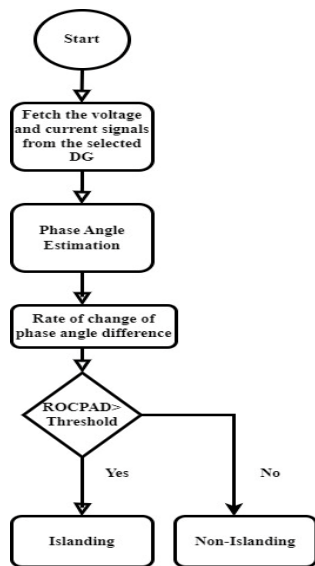 Start
Fetch the voltage
and current signals
from the selected
DG
Phase Angle
Estimation
Rate of change of
phase angle difference
ROCPAD>
Threshold
Yes
No
Islanding
Non-Islanding